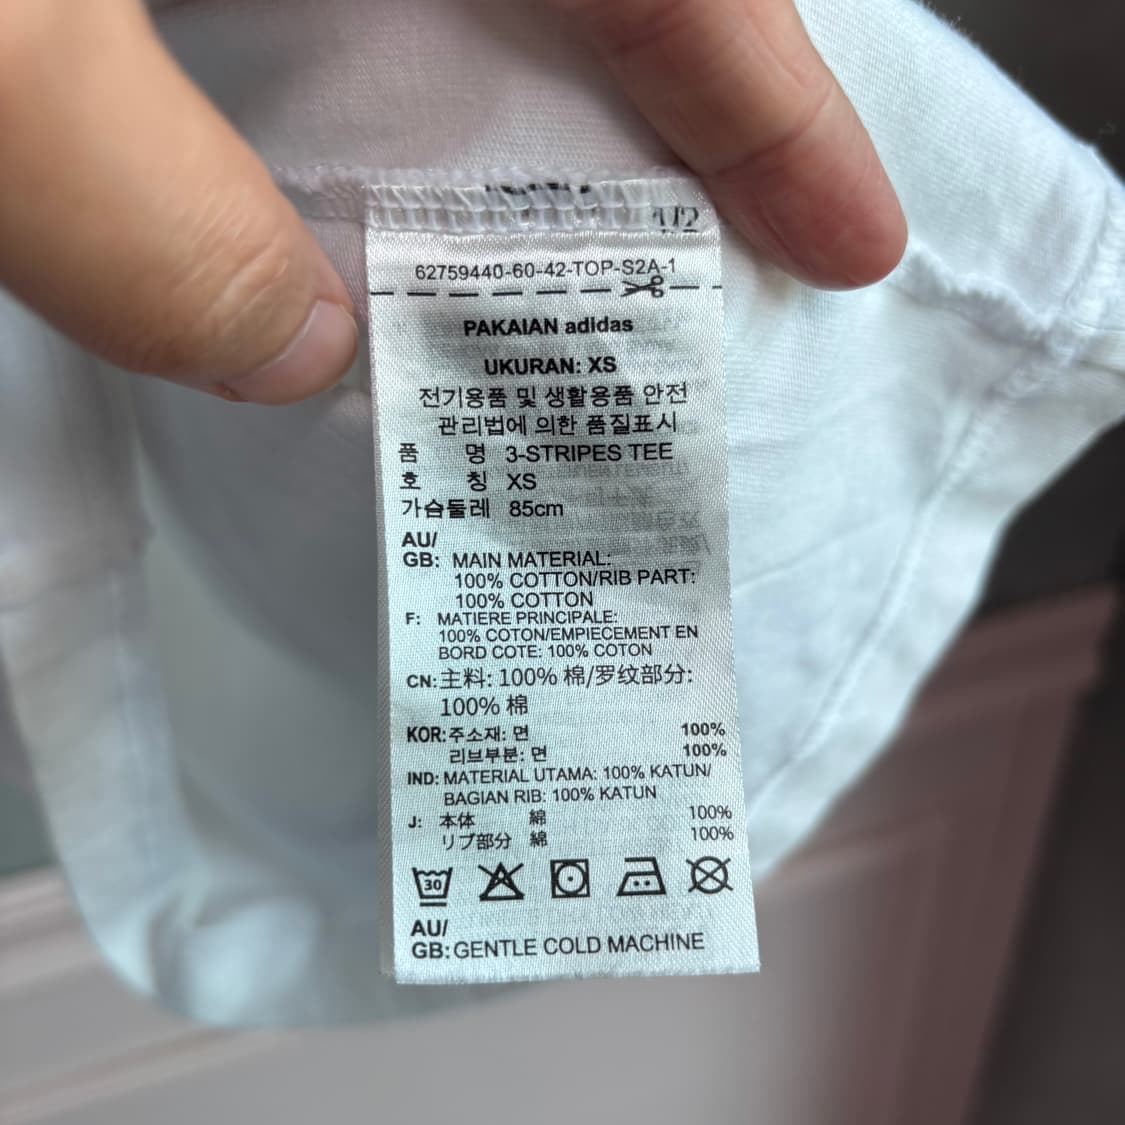 62759440-60-42-TOP-S2A-1
PAKAIAN adidas
UKURAN: XS
전기용품 및 생활용품 안전
관리법에 의한 품질표시
품 명 3-STRIPES TEE
호 칭 XS
가슴둘레 85cm
AU/
GB: MAIN MATERIAL:
100% COTTON/RIB PART:
100% COTTON
F: MATIERE PRINCIPALE:
100% COTON/EMPIECEMENT EN
BORD COTE: 100% COTON
CN: 主料: 100% 棉/罗纹部分:
100% 棉
KOR: 주소재: 면 100%
리브부분: 면 100%
IND: MATERIAL UTAMA: 100% KATUN/
BAGIAN RIB: 100% KATUN
J: 本体 綿 100%
リブ部分 綿 100%
30
AU/
GB: GENTLE COLD MACHINE